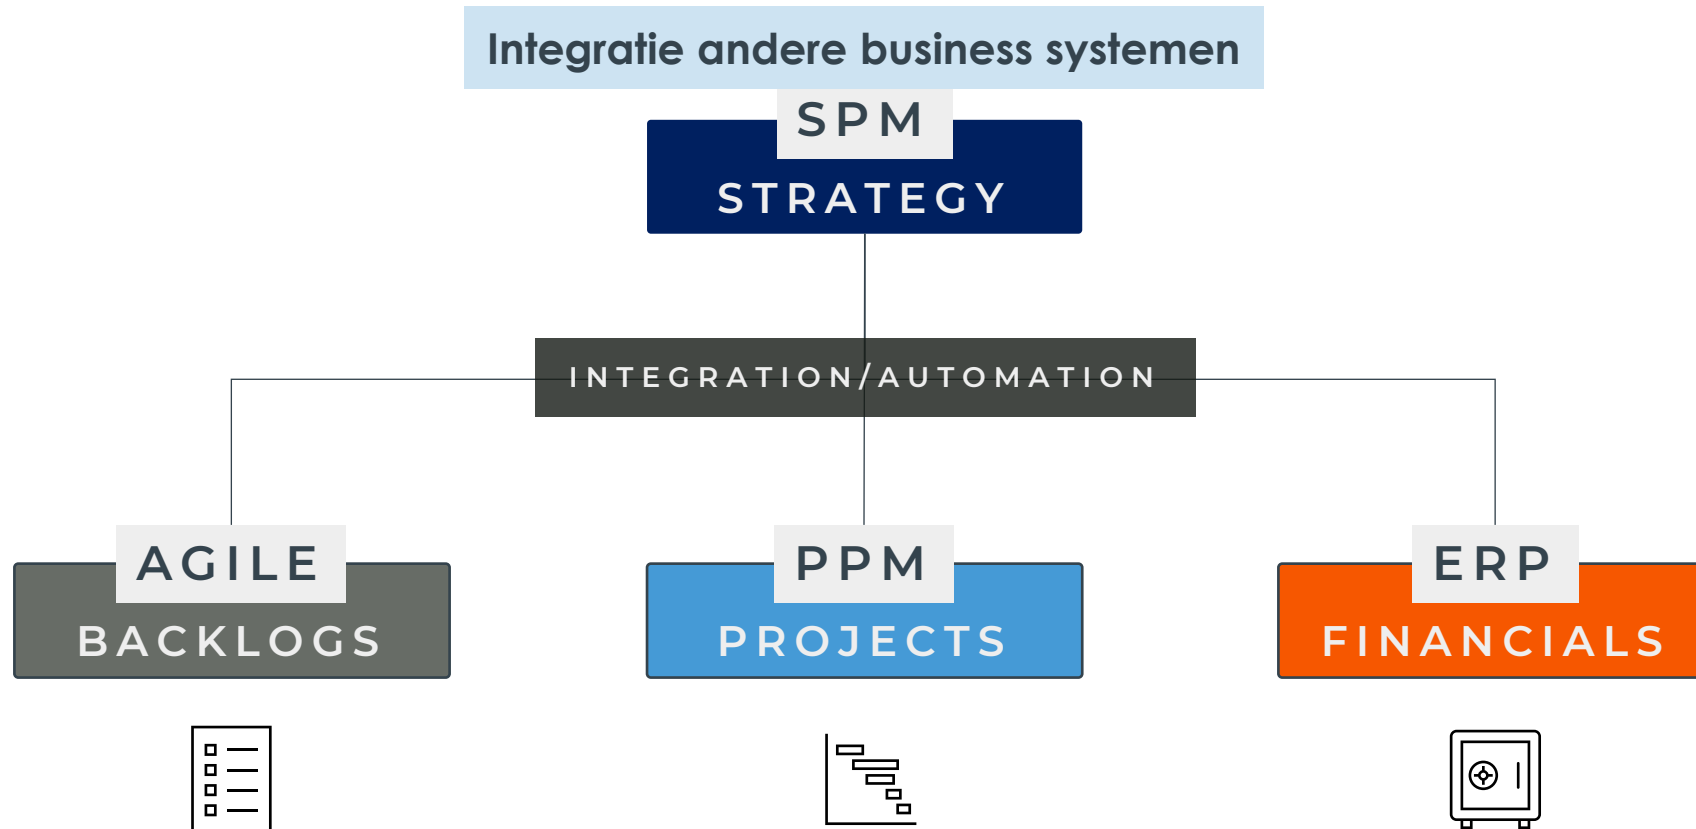 Integratie andere business systemen
SPM
STRATEGY
INTEGRATION/AUTOMATION
AGILE
BACKLOGS
PPM
PROJECTS
ERP
FINANCIALS